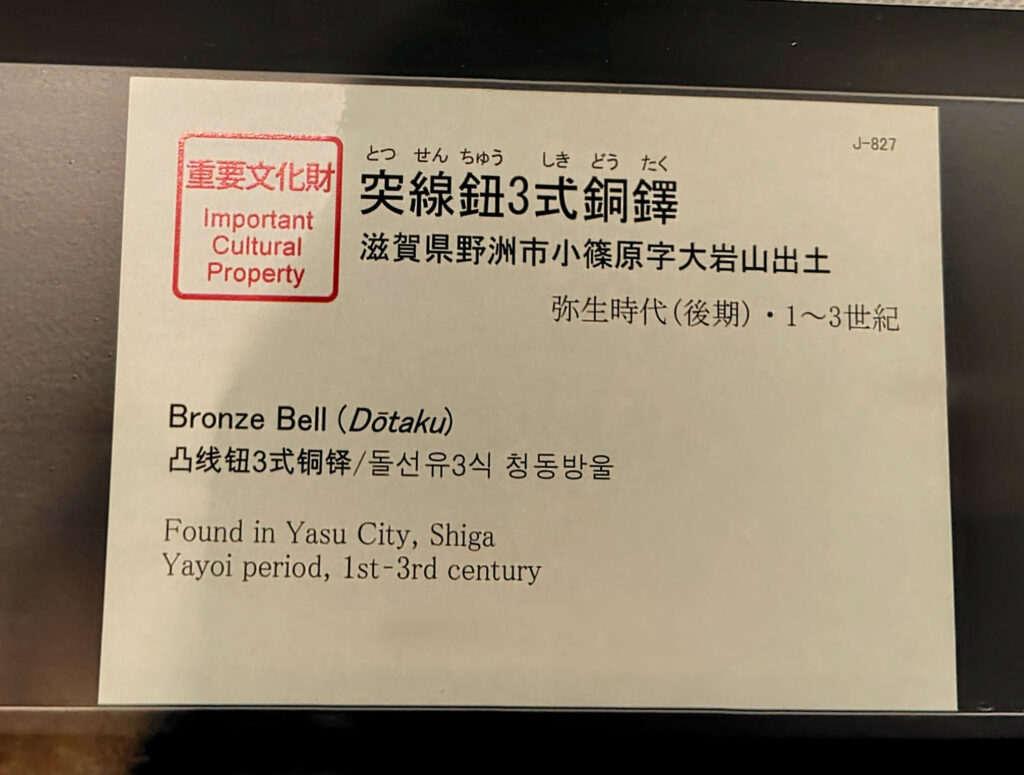 重要文化財
Important
Cultural
Property
とつ せん ちゅう しき どう たく
突線鈕3式銅鐸
J-827
滋賀県野洲市小篠原字大岩山出土
弥生時代(後期)・1～3世紀
Bronze Bell (Dōtaku)
凸线钮3式铜铎/돌선유3식 청동방울
Found in Yasu City, Shiga
Yayoi period, 1st-3rd century